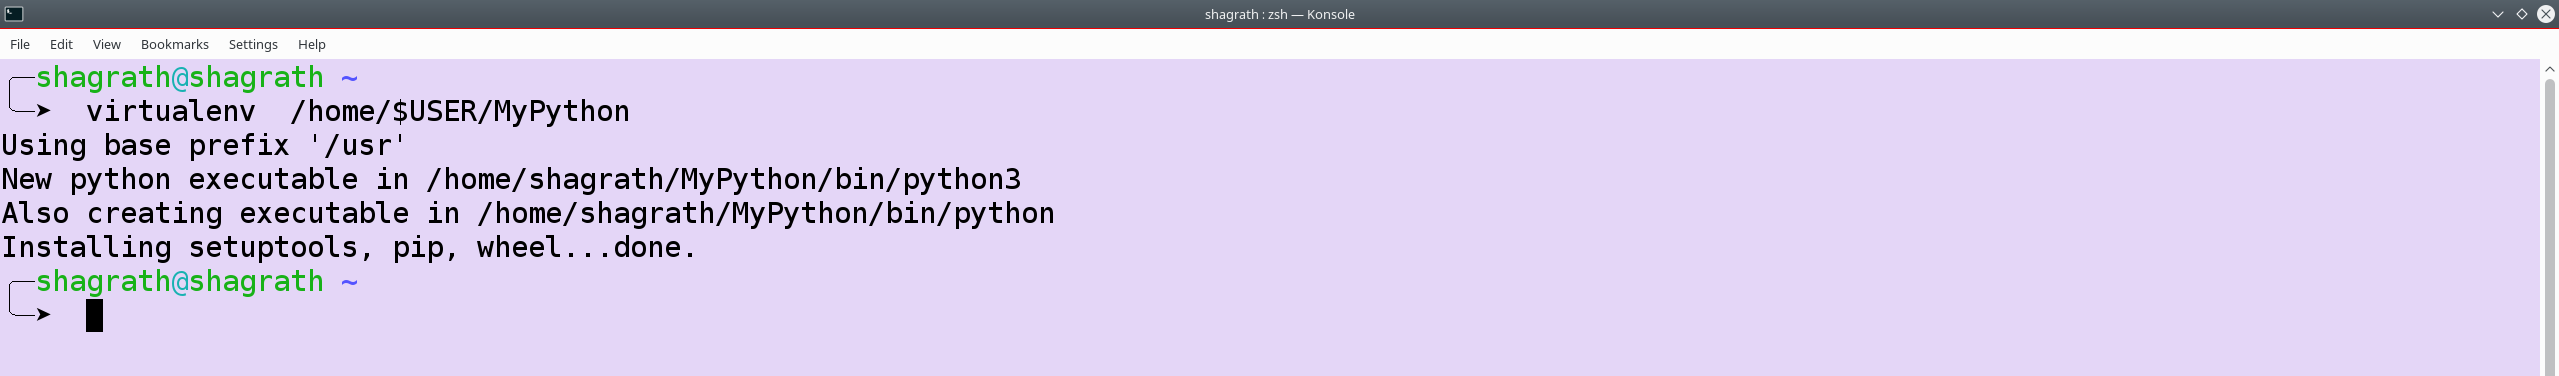 shagrath : zsh — Konsole
File Edit View Bookmarks Settings Help
shagrath@shagrath ~
➤ virtualenv  /home/$USER/MyPython
Using base prefix '/usr'
New python executable in /home/shagrath/MyPython/bin/python3
Also creating executable in /home/shagrath/MyPython/bin/python
Installing setuptools, pip, wheel...done.
shagrath@shagrath ~
➤